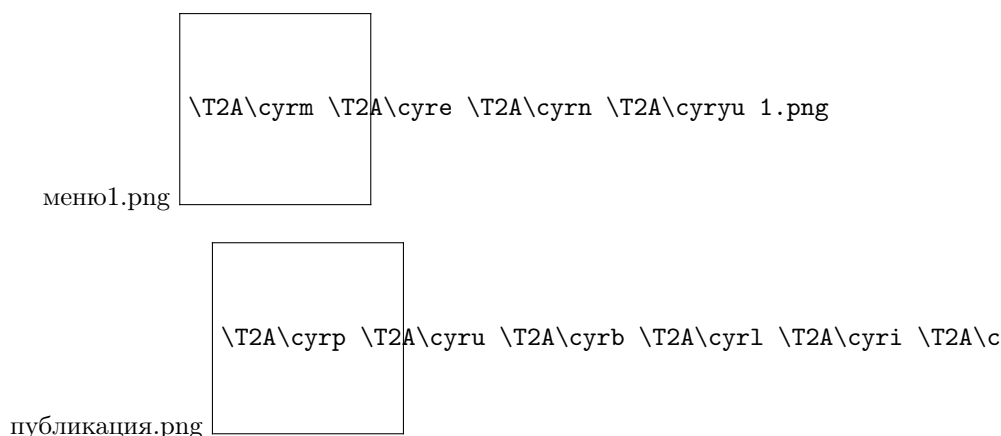 \T2A\cyrm \T2A\cyre \T2A\cyrn \T2A\cyryu 1.png
меню1.png
\T2A\cyrp \T2A\cyru \T2A\cyrb \T2A\cyrl \T2A\cyri \T2A\c
публикация.png